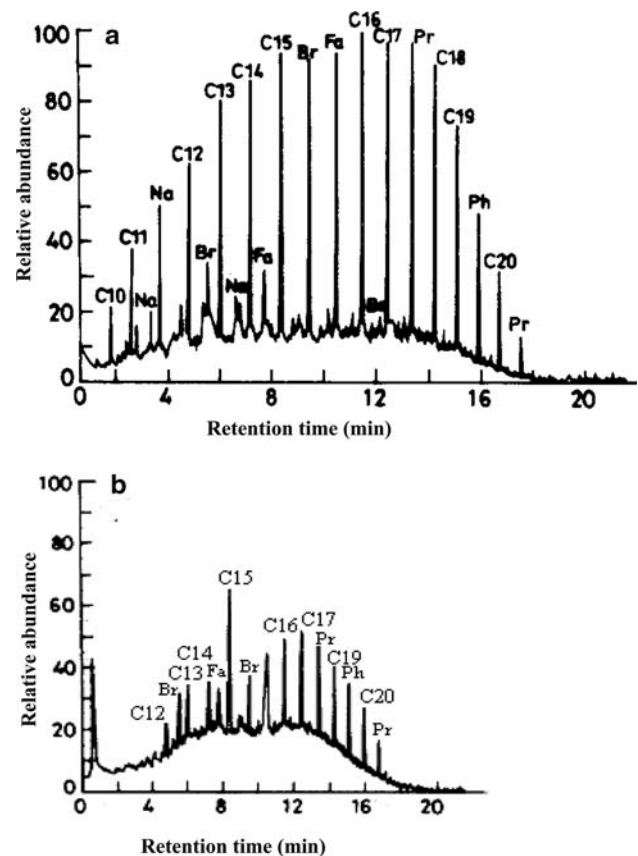 a
100
80
60
40
20
0
Relative abundance
C10
C11
Na
Na
C12
Br
C13
Na
C14
Fa
C15
Br
Fa
C16
C17
Pr
C18
C19
Ph
C20
Pr
4
8
12
16
20
Retention time (min)
b
100
80
60
40
20
0
Relative abundance
C12
Br
C13
C14
Fa
C15
Br
C16
C17
Pr
C19
Ph
C20
Pr
0
4
8
12
16
20
Retention time (min)